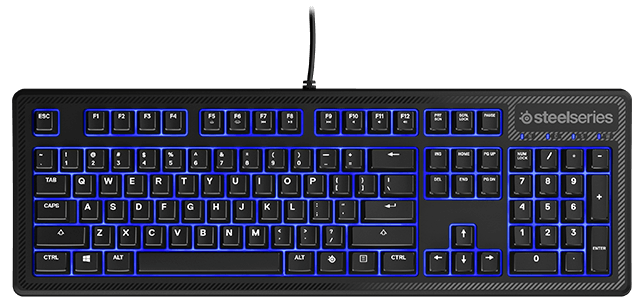 ESC F1 F2 F3 F4 F5 F6 F7 F8 F9 F10 F11 F12 PRT SCN SCRL LOCK PAUSE steelseries
~ ! 1 @ 2 # 3 $ 4 % 5 ^ 6 & 7 * 8 ( 9 ) 0 - = ← INS HOME PG UP NUM LOCK / * -
TAB Q W E R T Y U I O P { [ } ] | \ DEL END PG DN 7 8 9 +
CAPS A S D F G H J K L : ; " ' 4 5 6
⇧ Z X C V B N M < , > . ? / ⇧ ↑ 1 2 3 ENTER
CTRL ALT ALT CTRL ← ↓ → 0 .